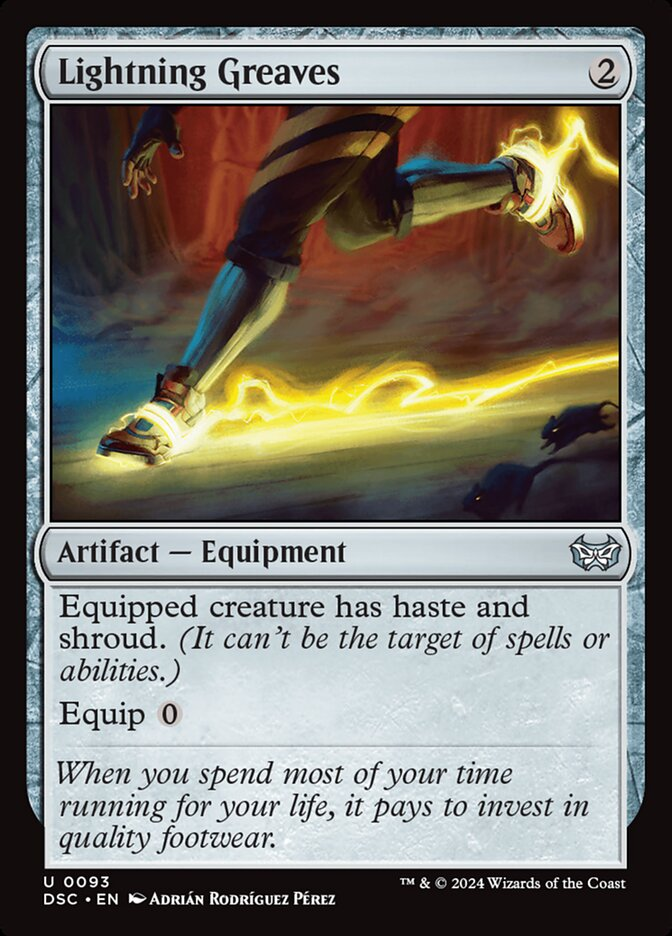 Lightning Greaves 2
Artifact — Equipment
Equipped creature has haste and
shroud. (It can't be the target of spells or
abilities.)
Equip 0
When you spend most of your time
running for your life, it pays to invest in
quality footwear.
U 0093
DSC • EN Adrián Rodríguez Pérez
™ & © 2024 Wizards of the Coast